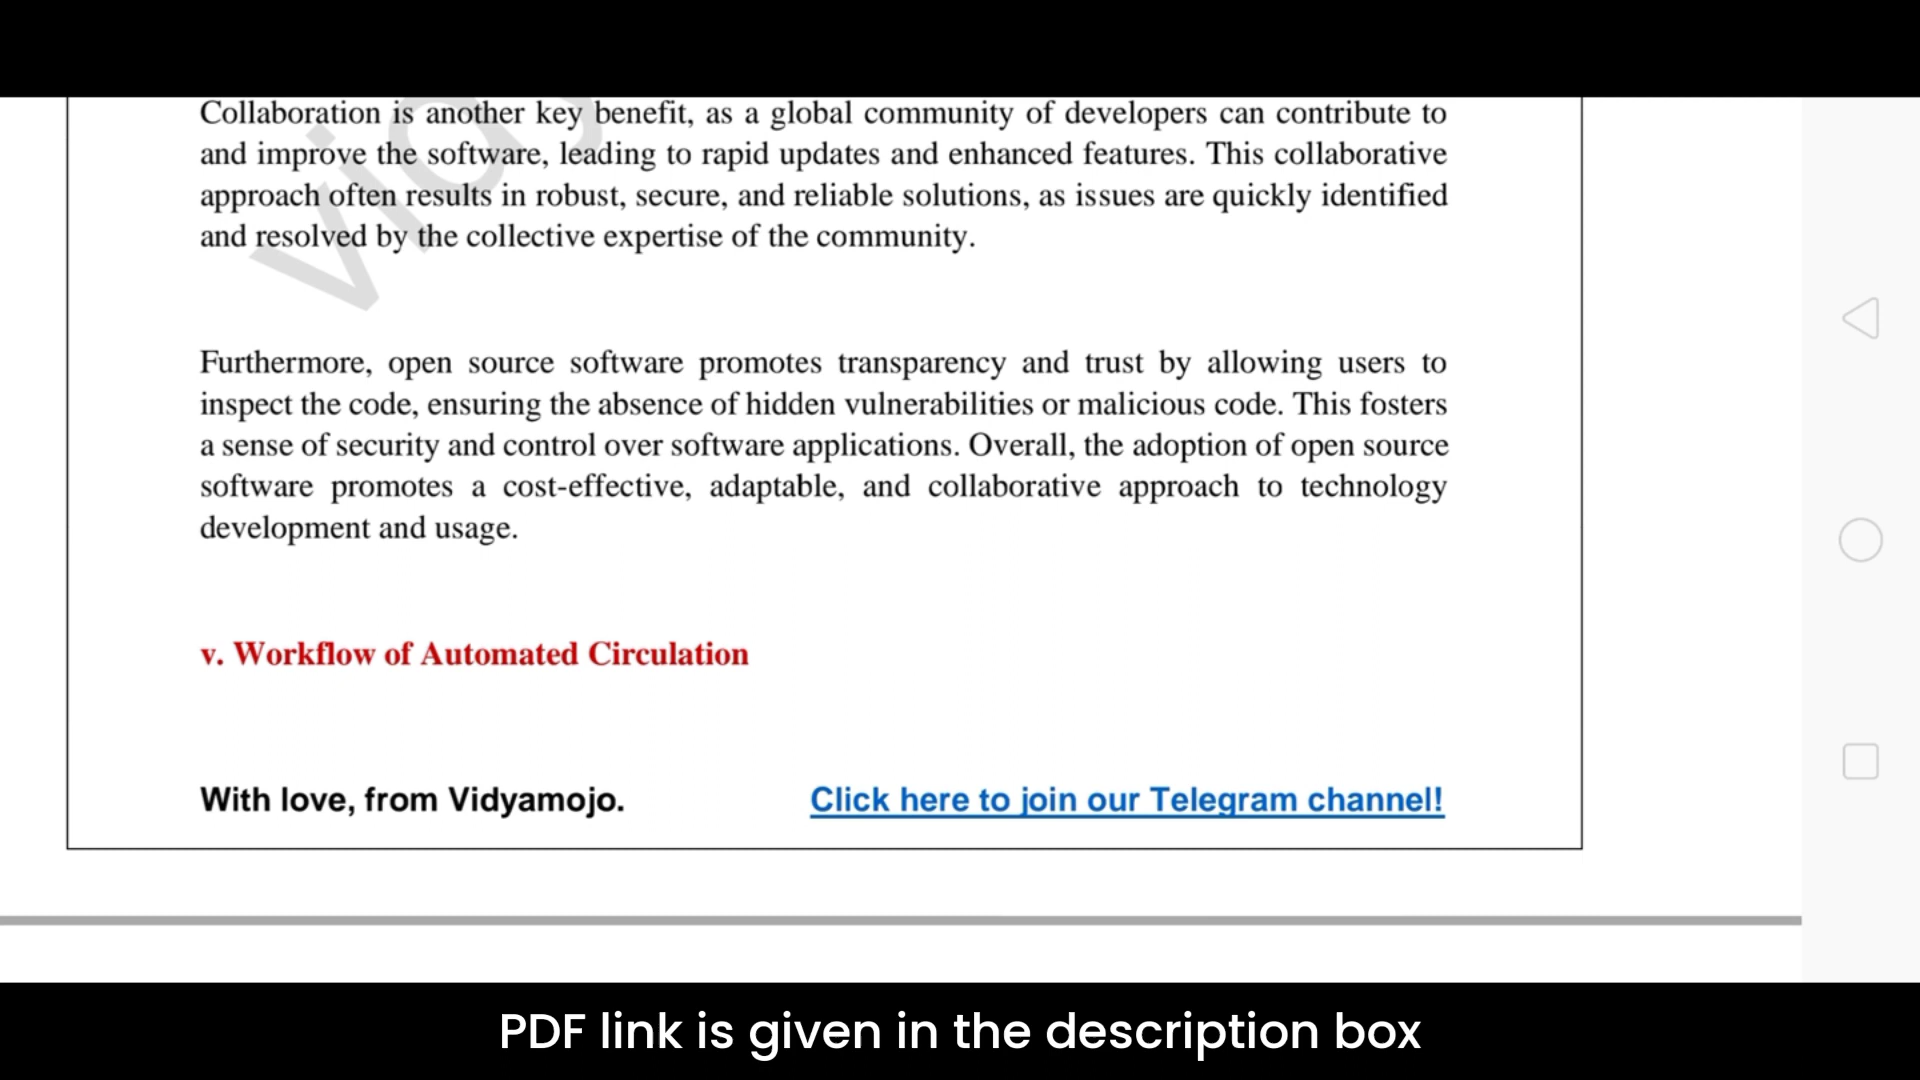 Collaboration is another key benefit, as a global community of developers can contribute to
and improve the software, leading to rapid updates and enhanced features. This collaborative
approach often results in robust, secure, and reliable solutions, as issues are quickly identified
and resolved by the collective expertise of the community.
Furthermore, open source software promotes transparency and trust by allowing users to
inspect the code, ensuring the absence of hidden vulnerabilities or malicious code. This fosters
a sense of security and control over software applications. Overall, the adoption of open source
software promotes a cost-effective, adaptable, and collaborative approach to technology
development and usage.
v. Workflow of Automated Circulation
With love, from Vidyamojo. Click here to join our Telegram channel!
PDF link is given in the description box